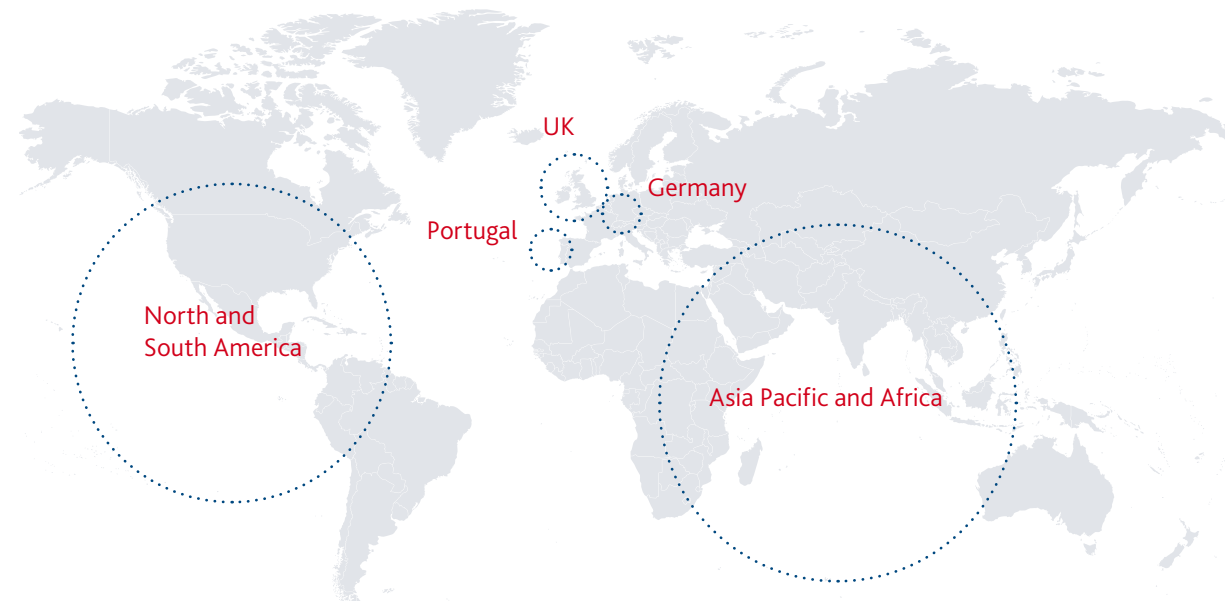 UK
Germany
Portugal
North and
South America
Asia Pacific and Africa